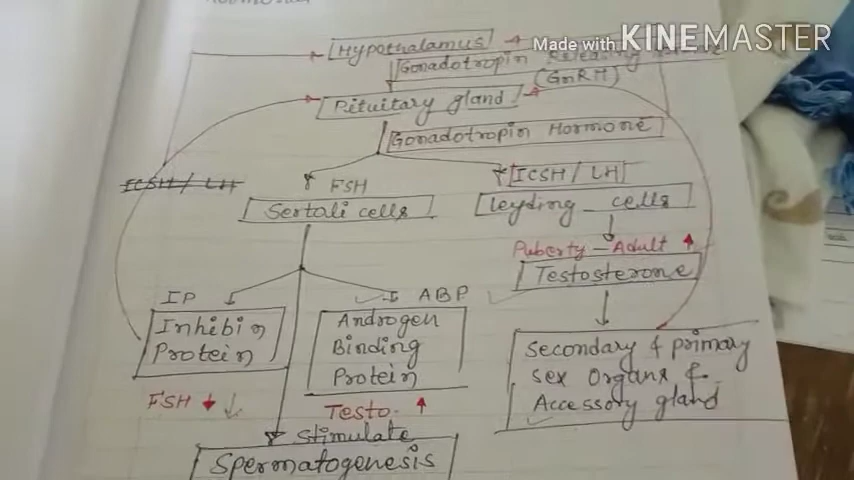 Made with KINEMASTER
[Hypothalamus]
Gonadotropin Releasing
(GnRH)
Pituitary gland
Gonadotropin Hormone
ICSH/LH
FSH
[ICSH/LH]
Sertali cells
Leyding cells
Puberty - Adult
Testosterone
IP
ABP
Inhibin
Protein
Androgen
Binding
Protein
Secondary & primary
sex organs &
Accessory gland
FSH
Testo.
Stimulate
Spermatogenesis